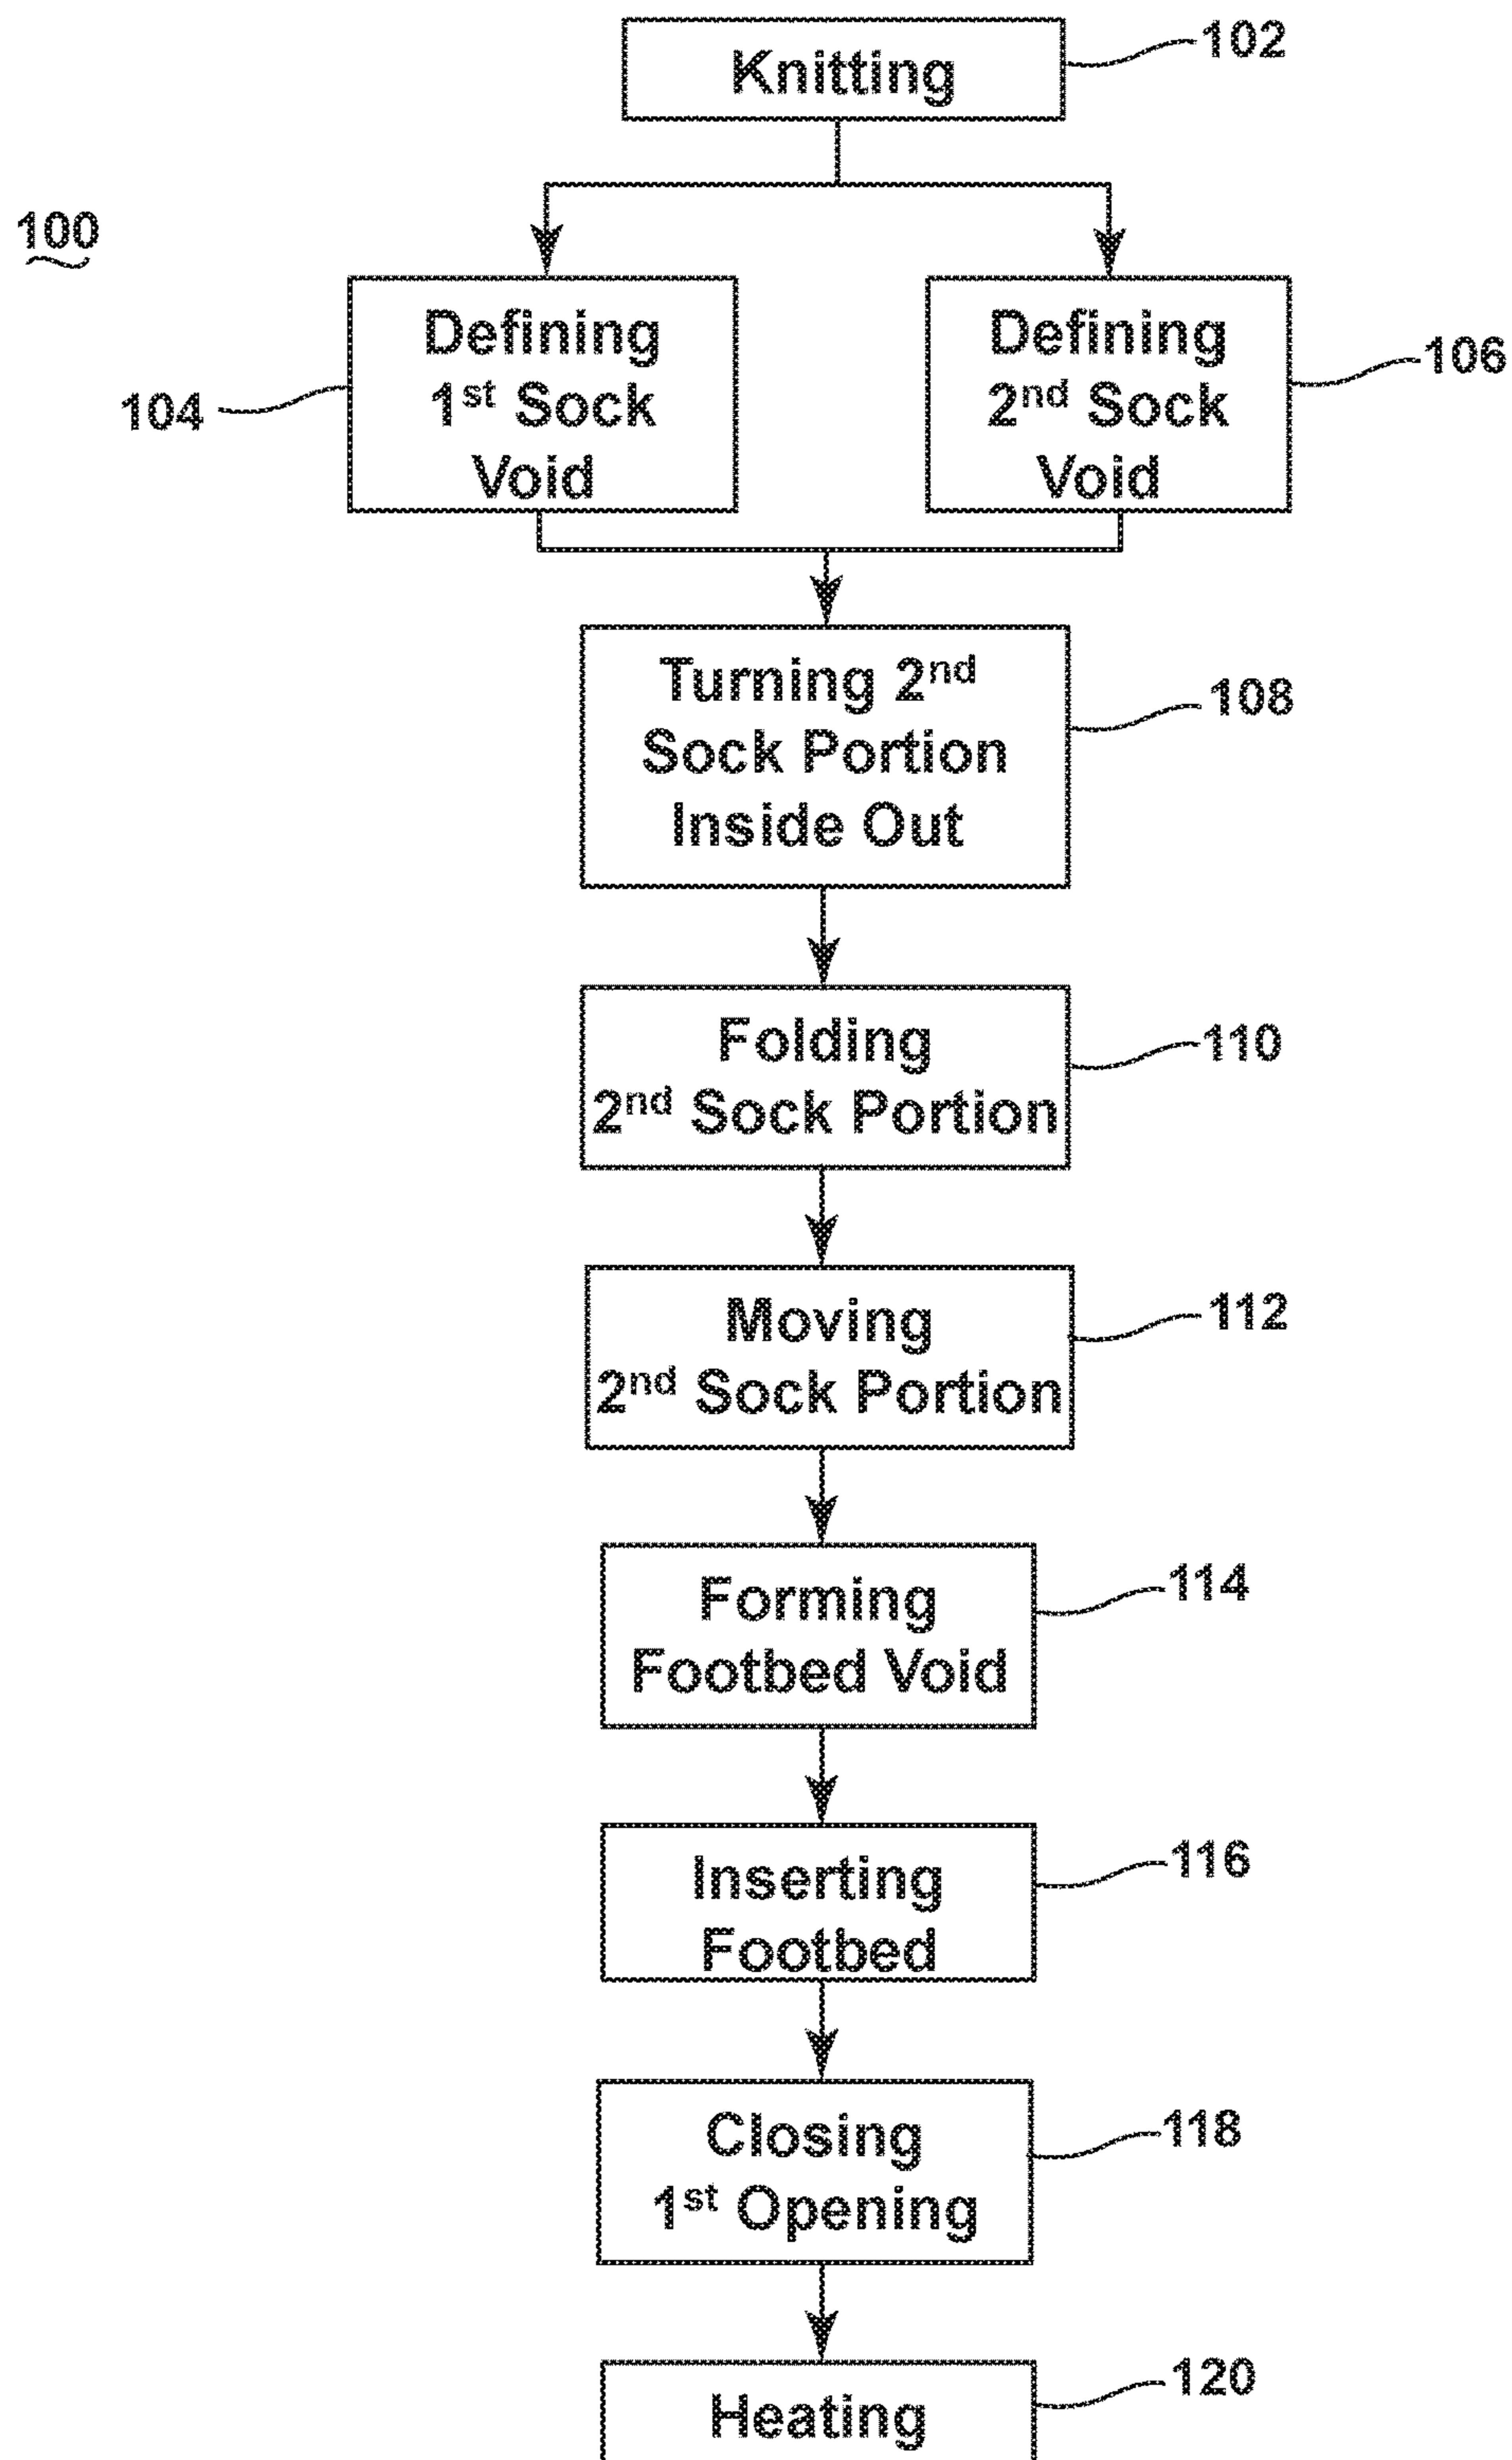 Knitting
102
100
Defining
1st Sock
Void
104
Defining
2nd Sock
Void
106
Turning 2nd
Sock Portion
Inside Out
108
Folding
2nd Sock Portion
110
Moving
2nd Sock Portion
112
Forming
Footbed Void
114
Inserting
Footbed
116
Closing
1st Opening
118
Heating
120